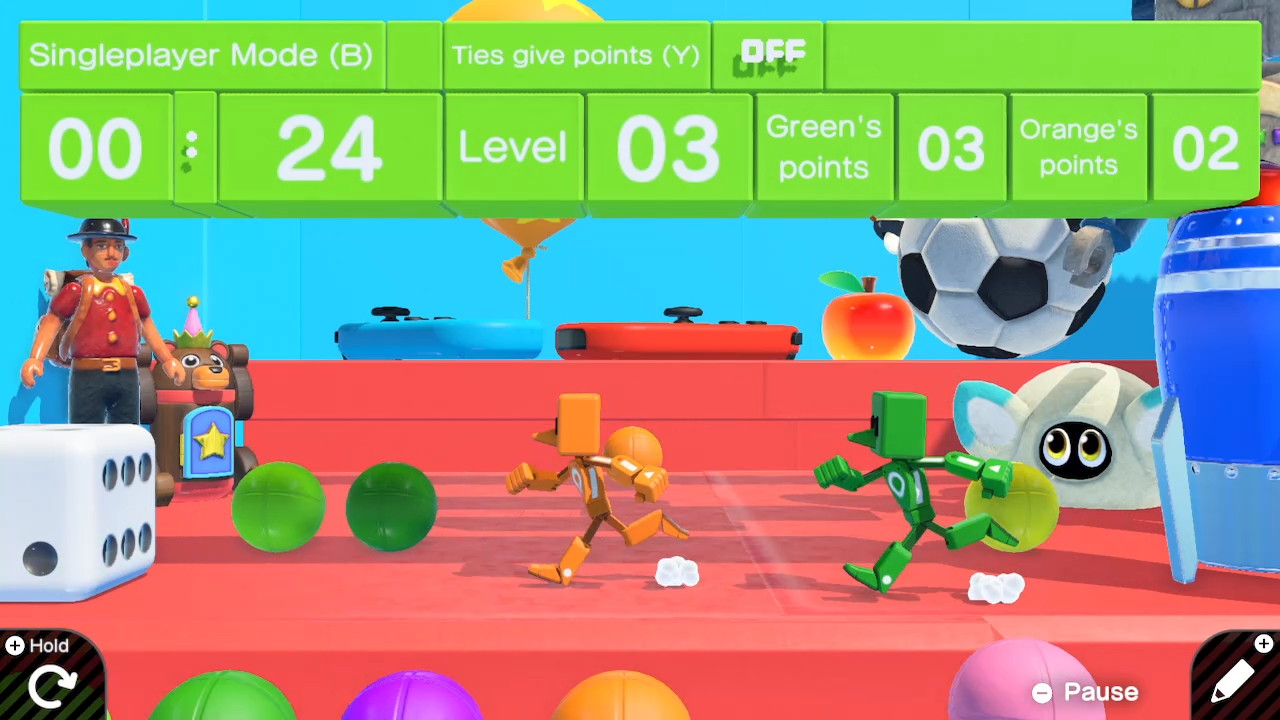 Singleplayer Mode (B)
Ties give points (Y)
OFF
00 : 24
Level
03
Green's
points
03
Orange's
points
02
Hold
Pause